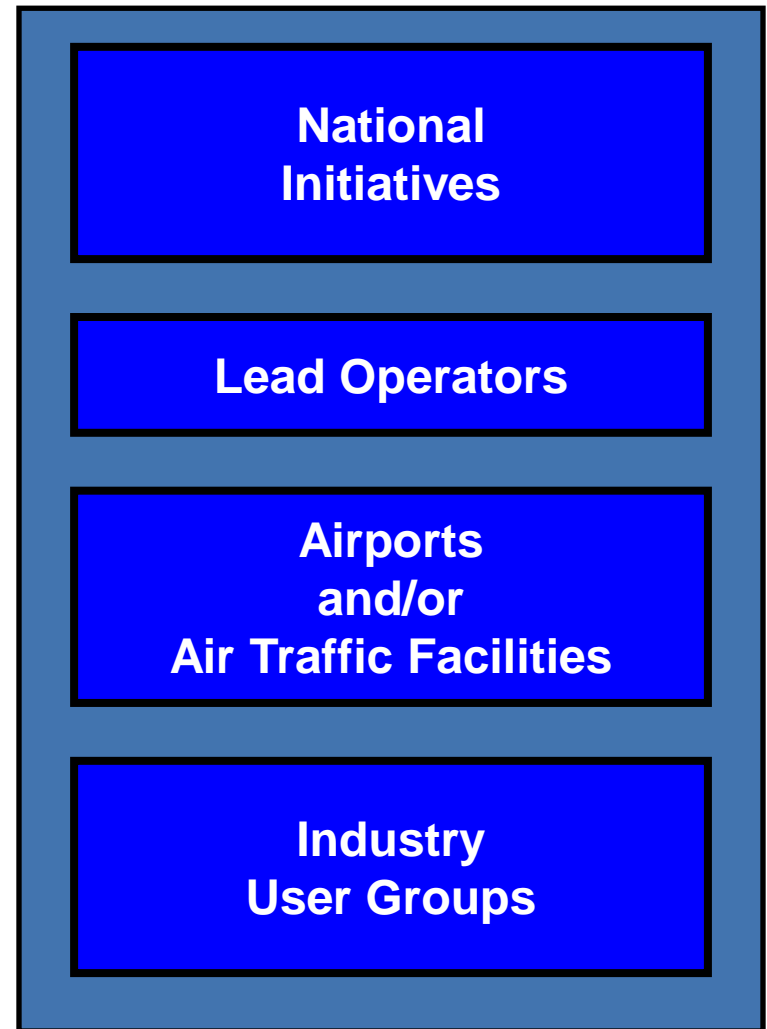 National
Initiatives
Lead Operators
Airports
and/or
Air Traffic Facilities
Industry
User Groups